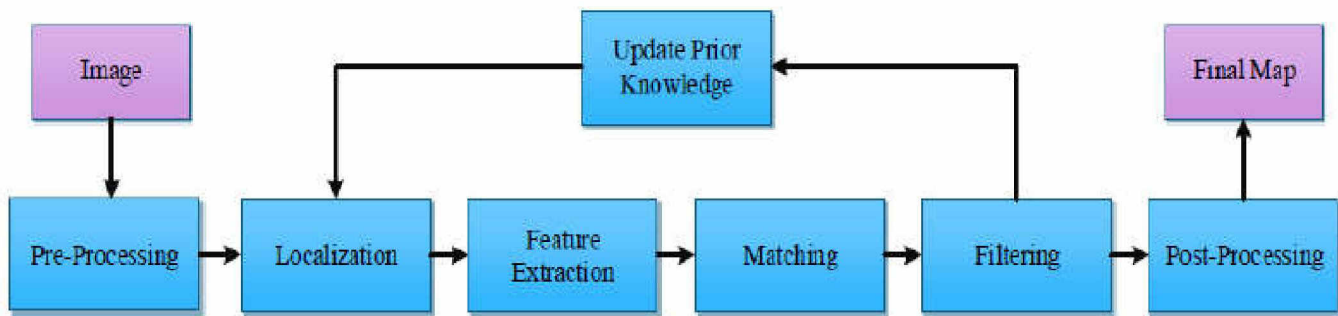 Image
Update Prior
Knowledge
Final Map
Pre-Processing
Localization
Feature
Extraction
Matching
Filtering
Post-Processing